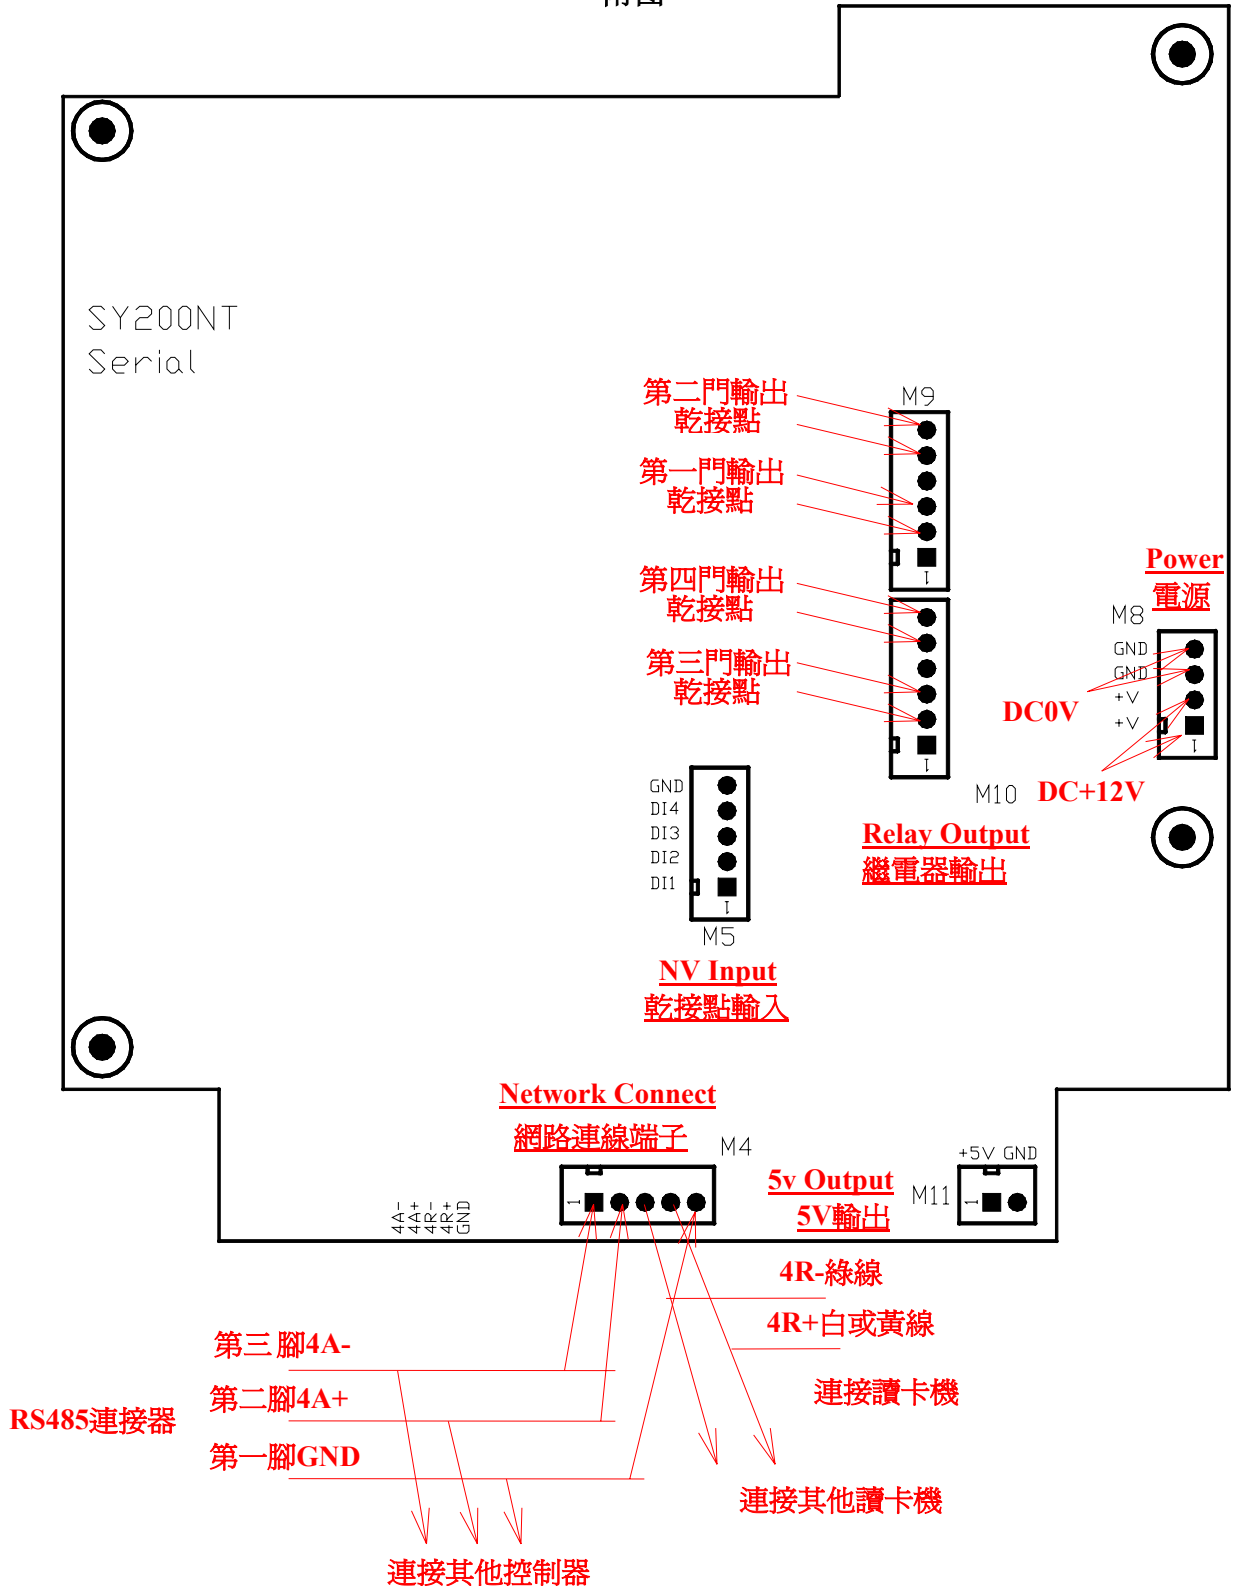 SY200NT
Serial
第二門輸出
乾接點
M9
第一門輸出
乾接點
1
Power
電源
第四門輸出
乾接點
M8
GND
GND
+V
+V
1
第三門輸出
乾接點
DC0V
1
M10
DC+12V
GND
DI4
DI3
DI2
DI1
1
M5
Relay Output
繼電器輸出
NV Input
乾接點輸入
Network Connect
網路連線端子
M4
1
4A-
4A+
4R-
4R+
GND
5v Output
5V輸出
+5V GND
M11
1
4R-綠線
4R+白或黃線
連接讀卡機
第三腳4A-
第二腳4A+
RS485連接器
第一腳GND
連接其他讀卡機
連接其他控制器